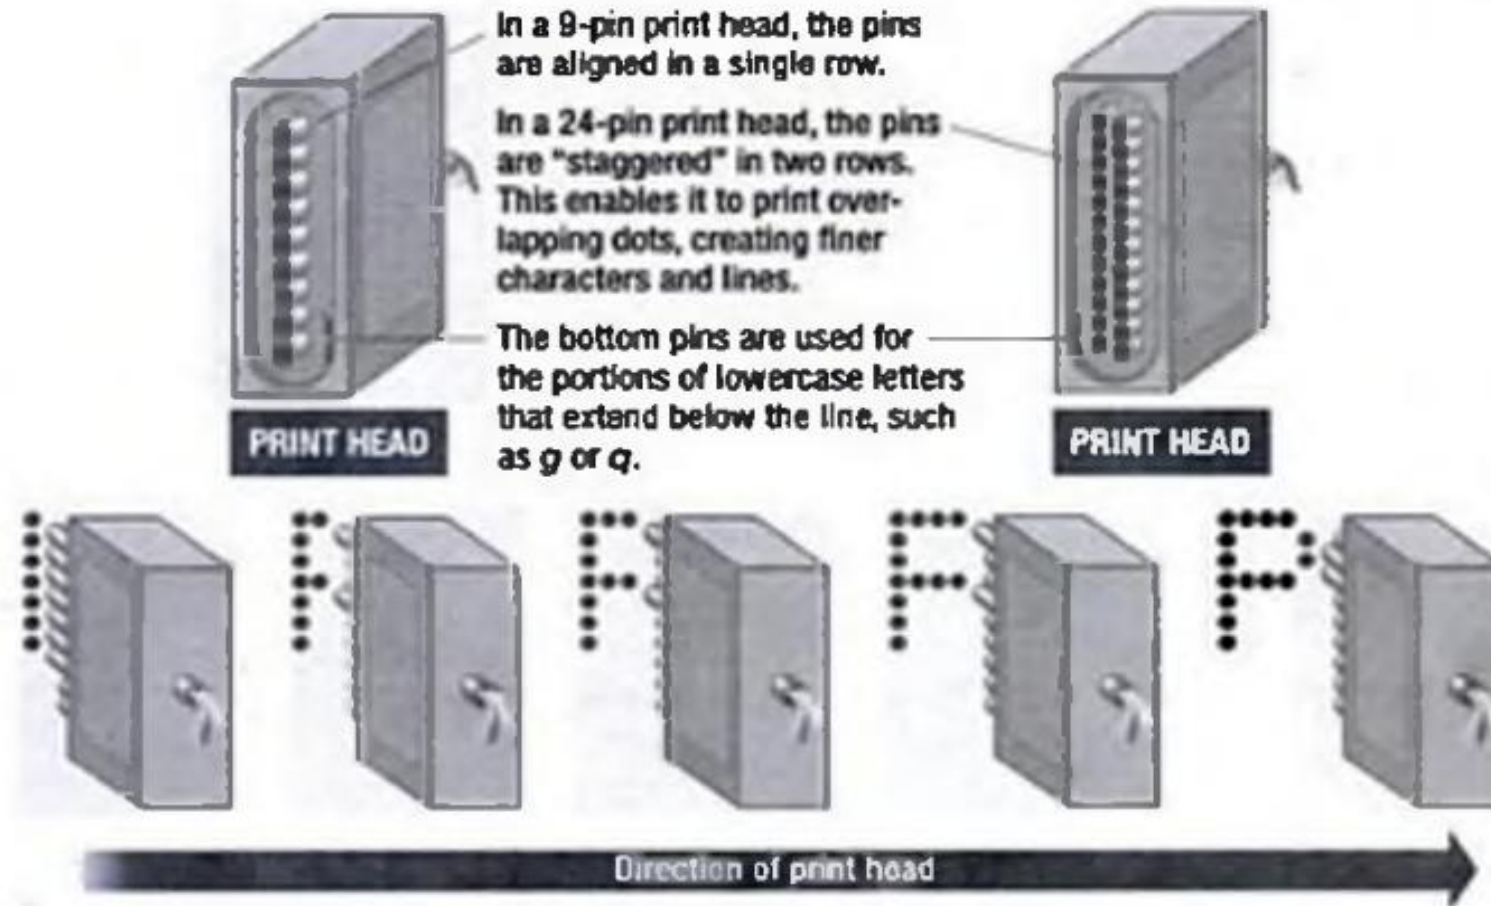 In a 9-pin print head, the pins
are aligned in a single row.
In a 24-pin print head, the pins
are “staggered” in two rows.
This enables it to print over-
lapping dots, creating finer
characters and lines.
The bottom pins are used for
the portions of lowercase letters
that extend below the line, such
as g or q.
PRINT HEAD
PRINT HEAD
Direction of print head